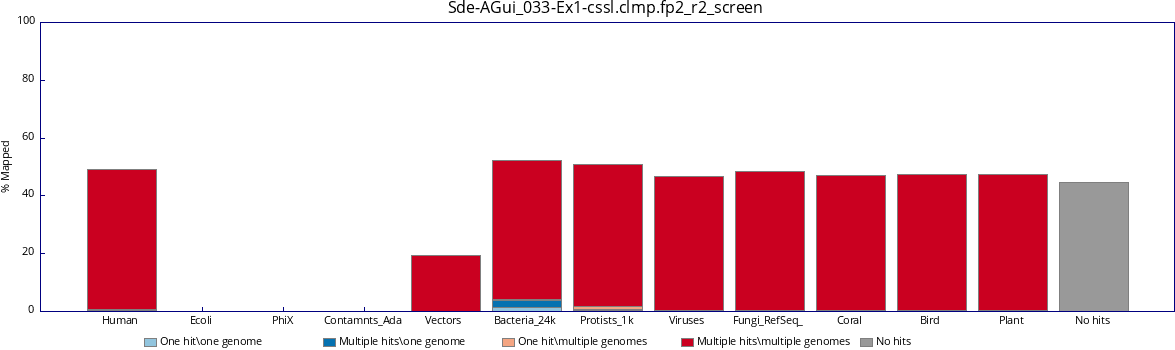 Sde-AGui_033-Ex1-cssl.clmp.fp2_r2_screen
100
80
60
40
20
0
% Mapped
Human Ecoli PhiX Contamnts_Ada Vectors Bacteria_24k Protists_1k Viruses Fungi_RefSeq_ Coral Bird Plant No hits
One hit\one genome Multiple hits\one genome One hit\multiple genomes Multiple hits\multiple genomes No hits